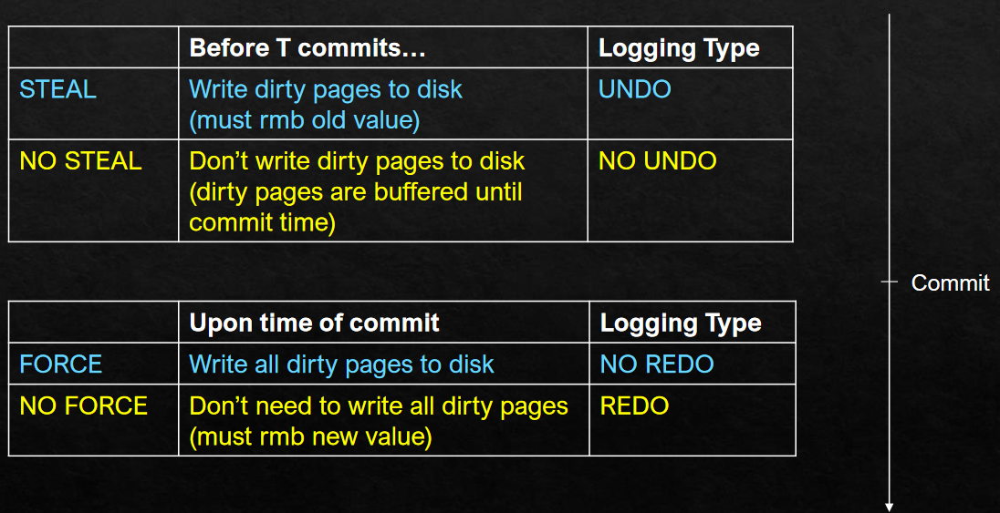 Before T commits… Logging Type
STEAL Write dirty pages to disk UNDO
(must rmb old value)
NO STEAL Don’t write dirty pages to disk NO UNDO
(dirty pages are buffered until
commit time)
Commit
Upon time of commit Logging Type
FORCE Write all dirty pages to disk NO REDO
NO FORCE Don’t need to write all dirty pages REDO
(must rmb new value)